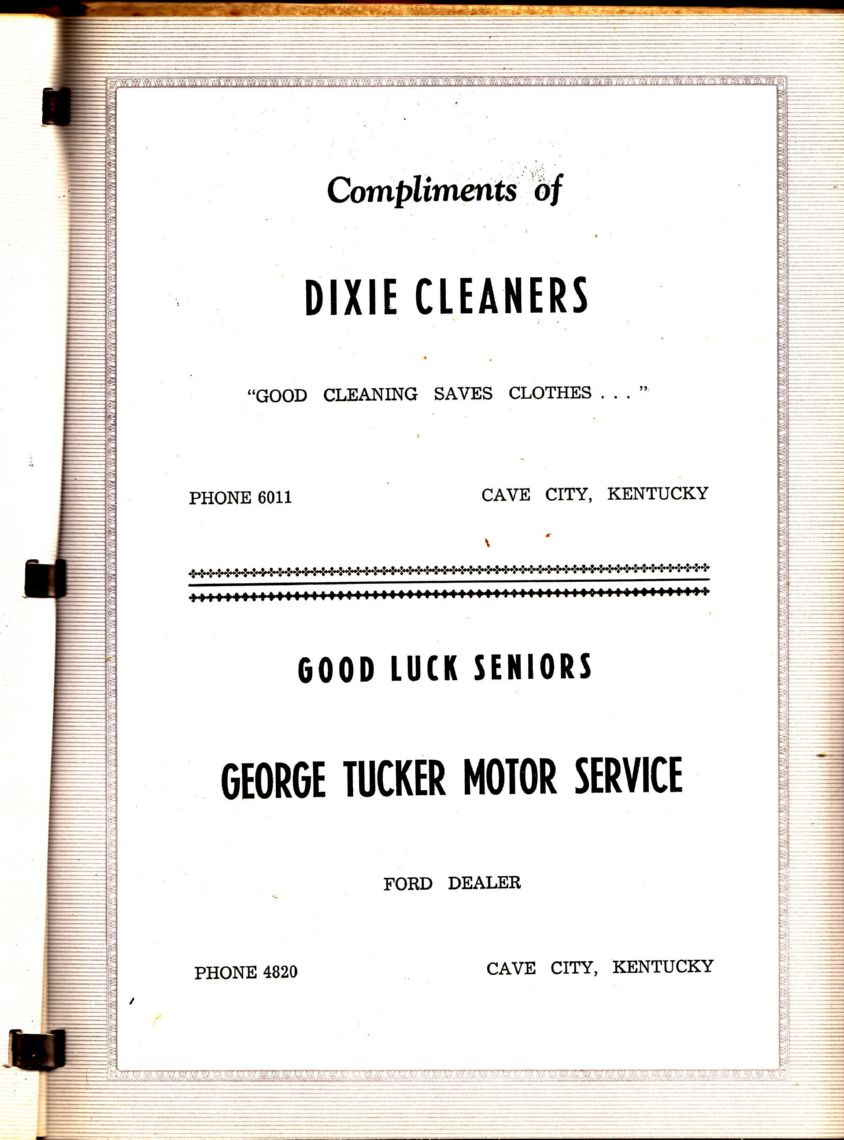 Compliments of
DIXIE CLEANERS
“GOOD CLEANING SAVES CLOTHES . . . ”
PHONE 6011 CAVE CITY, KENTUCKY
GOOD LUCK SENIORS
GEORGE TUCKER MOTOR SERVICE
FORD DEALER
PHONE 4820 CAVE CITY, KENTUCKY